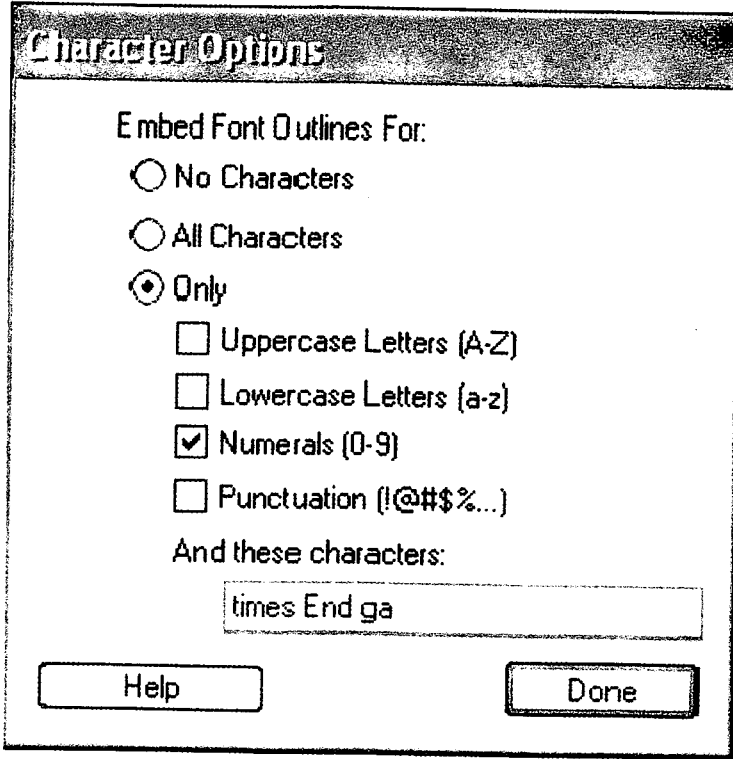 Character Options
Embed Font Outlines For:
No Characters
All Characters
Only
Uppercase Letters (A-Z)
Lowercase Letters (a-z)
Numerals (0-9)
Punctuation (!@#$%...)
And these characters:
times End ga
Help
Done